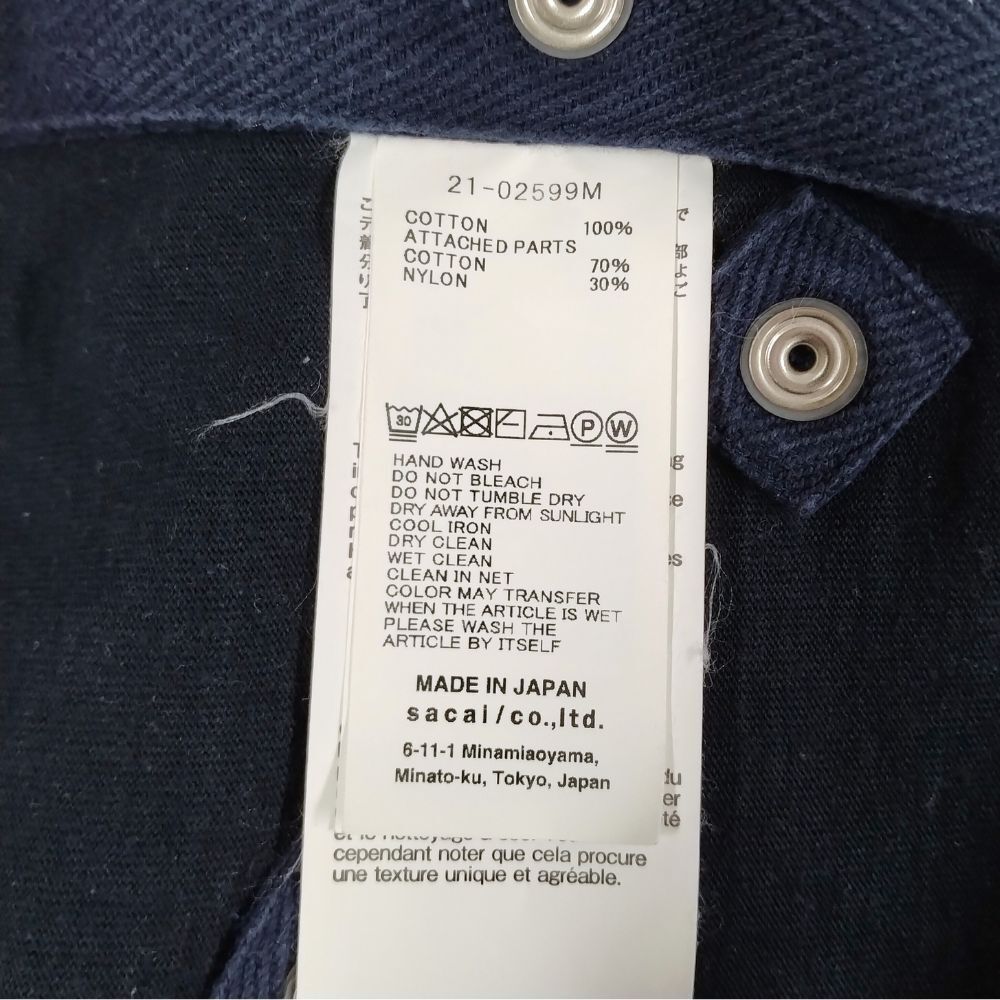 21-02599M
COTTON 100%
ATTACHED PARTS
COTTON 70%
NYLON 30%
30
P W
HAND WASH
DO NOT BLEACH
DO NOT TUMBLE DRY
DRY AWAY FROM SUNLIGHT
COOL IRON
DRY CLEAN
WET CLEAN
CLEAN IN NET
COLOR MAY TRANSFER
WHEN THE ARTICLE IS WET
PLEASE WASH THE
ARTICLE BY ITSELF
MADE IN JAPAN
sacai/co.,ltd.
6-11-1 Minamiaoyama,
Minato-ku, Tokyo, Japan
cependant noter que cela procure
une texture unique et agréable.